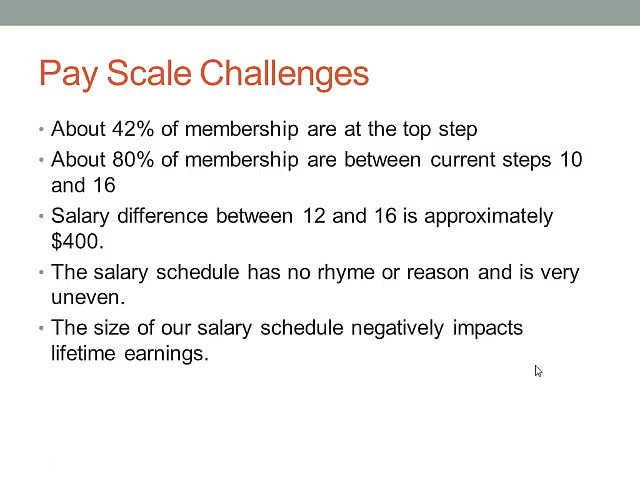 Pay Scale Challenges
• About 42% of membership are at the top step
• About 80% of membership are between current steps 10
and 16
• Salary difference between 12 and 16 is approximately
$400.
• The salary schedule has no rhyme or reason and is very
uneven.
• The size of our salary schedule negatively impacts
lifetime earnings.